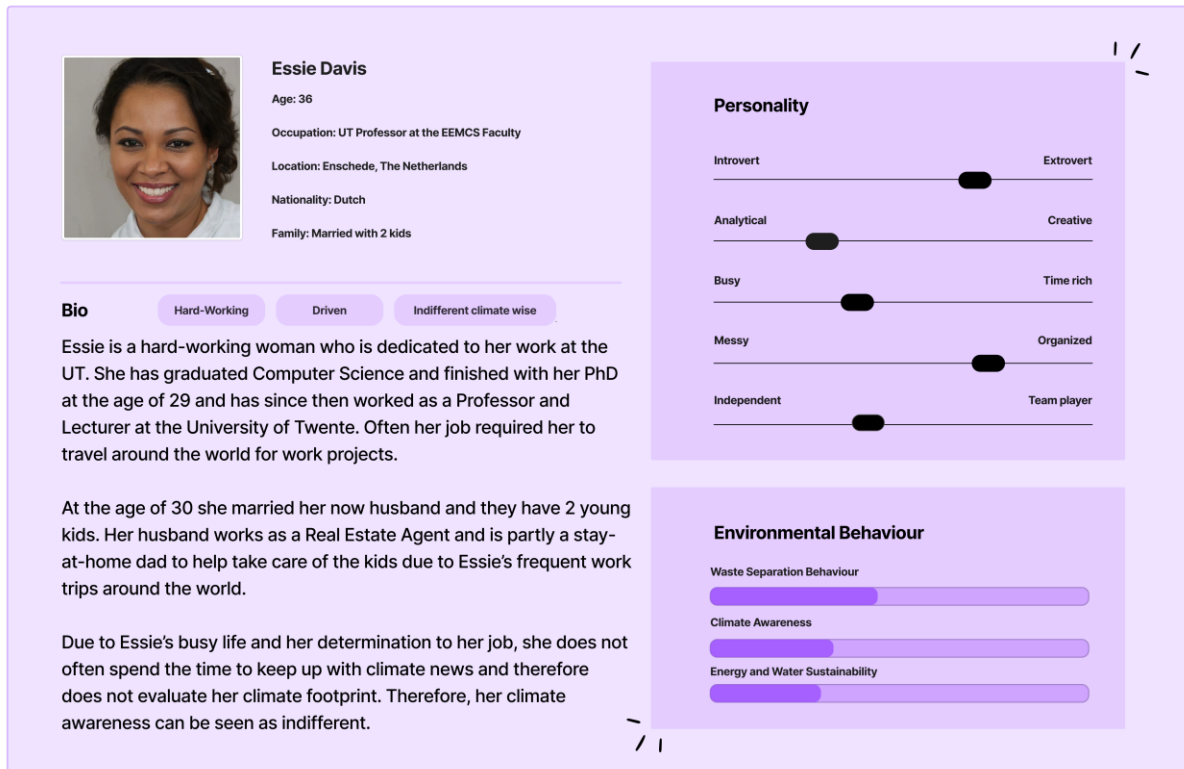 Essie Davis
Age: 36
Occupation: UT Professor at the EEMCS Faculty
Location: Enschede, The Netherlands
Nationality: Dutch
Family: Married with 2 kids
Bio
Hard-Working
Driven
Indifferent climate wise
Essie is a hard-working woman who is dedicated to her work at the
UT. She has graduated Computer Science and finished with her PhD
at the age of 29 and has since then worked as a Professor and
Lecturer at the University of Twente. Often her job required her to
travel around the world for work projects.
At the age of 30 she married her now husband and they have 2 young
kids. Her husband works as a Real Estate Agent and is partly a stay-
at-home dad to help take care of the kids due to Essie’s frequent work
trips around the world.
Due to Essie’s busy life and her determination to her job, she does not
often spend the time to keep up with climate news and therefore
does not evaluate her climate footprint. Therefore, her climate
awareness can be seen as indifferent.
Personality
Introvert Extrovert
Analytical Creative
Busy Time rich
Messy Organized
Independent Team player
Environmental Behaviour
Waste Separation Behaviour
Climate Awareness
Energy and Water Sustainability